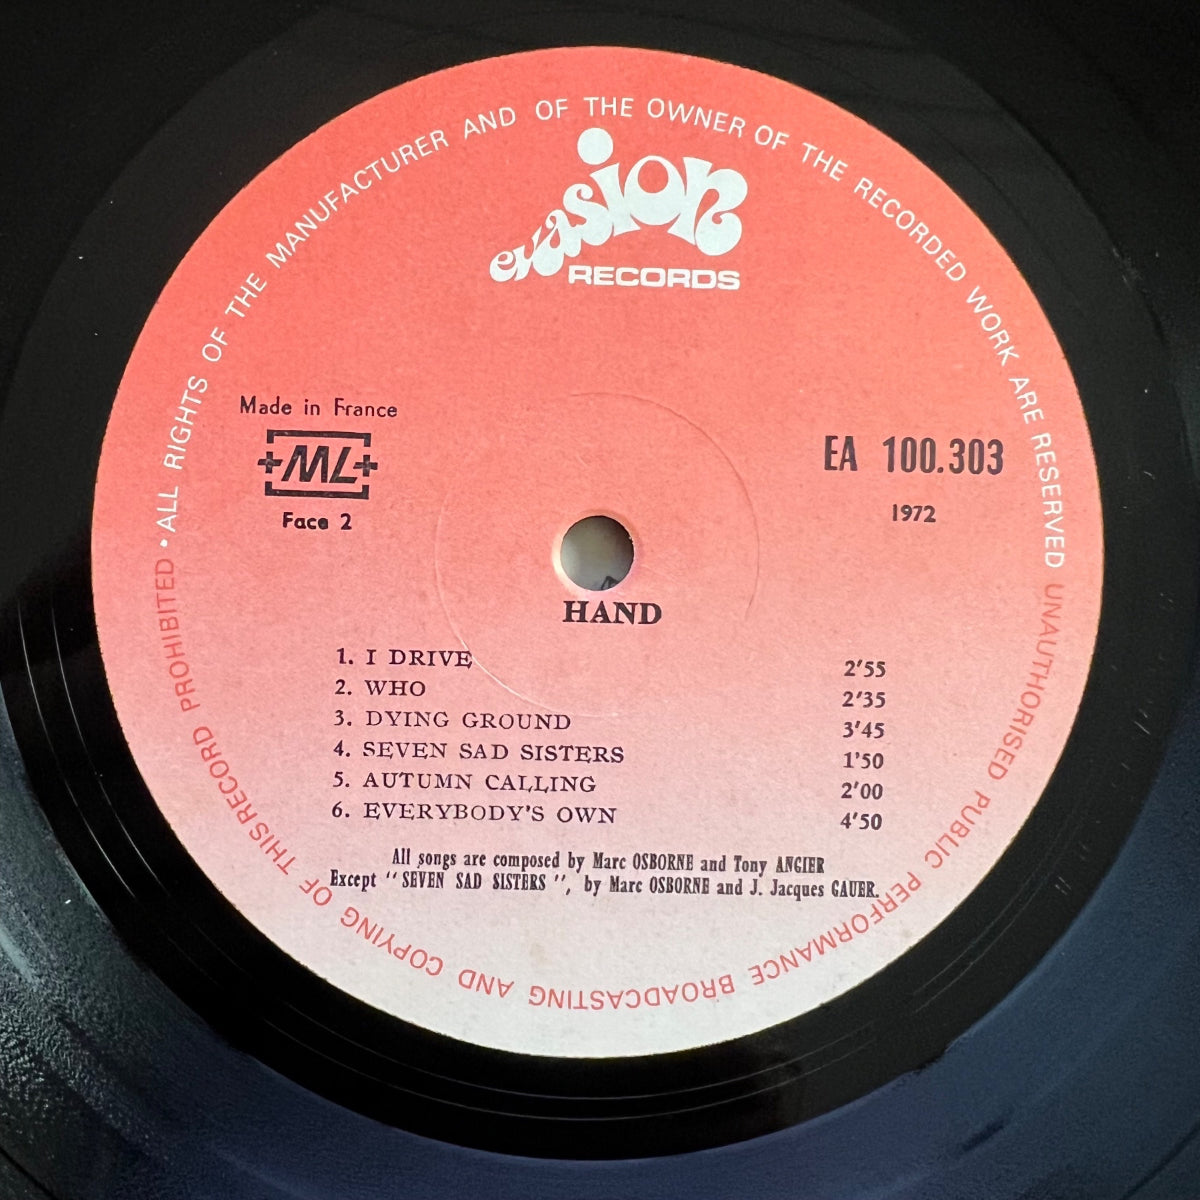 • ALL RIGHTS OF THE MANUFACTURER AND OF THE OWNER OF THE RECORDED WORK ARE RESERVED UNAUTHORISED PUBLIC PERFORMANCE BROADCASTING AND COPYING OF THIS RECORD PROHIBITED
evasion
RECORDS
Made in France
ML
Face 2
EA 100.303
1972
HAND
1. I DRIVE 2'55
2. WHO 2'35
3. DYING GROUND 3'45
4. SEVEN SAD SISTERS 1'50
5. AUTUMN CALLING 2'00
6. EVERYBODY'S OWN 4'50
All songs are composed by Marc OSBORNE and Tony ANGIER
Except "SEVEN SAD SISTERS", by Marc OSBORNE and J. Jacques GAUER.